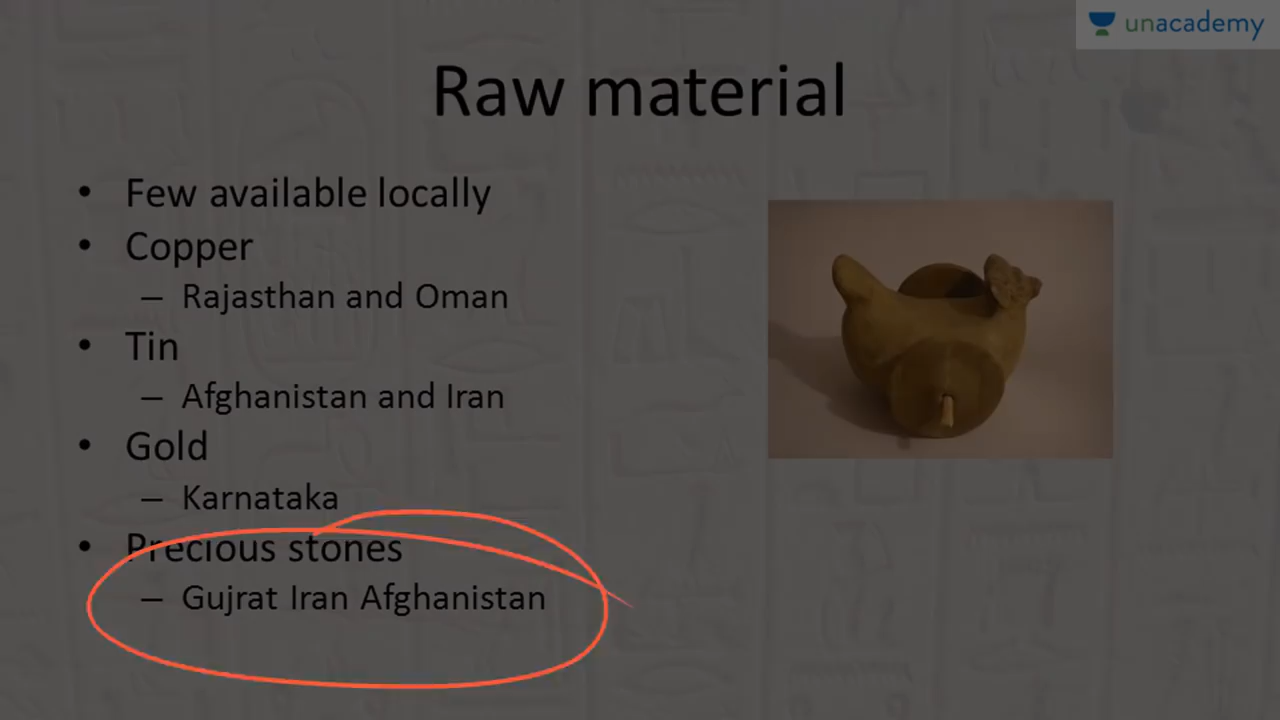 unacademy
Raw material
• Few available locally
• Copper
– Rajasthan and Oman
• Tin
– Afghanistan and Iran
• Gold
– Karnataka
• Precious stones
– Gujrat Iran Afghanistan